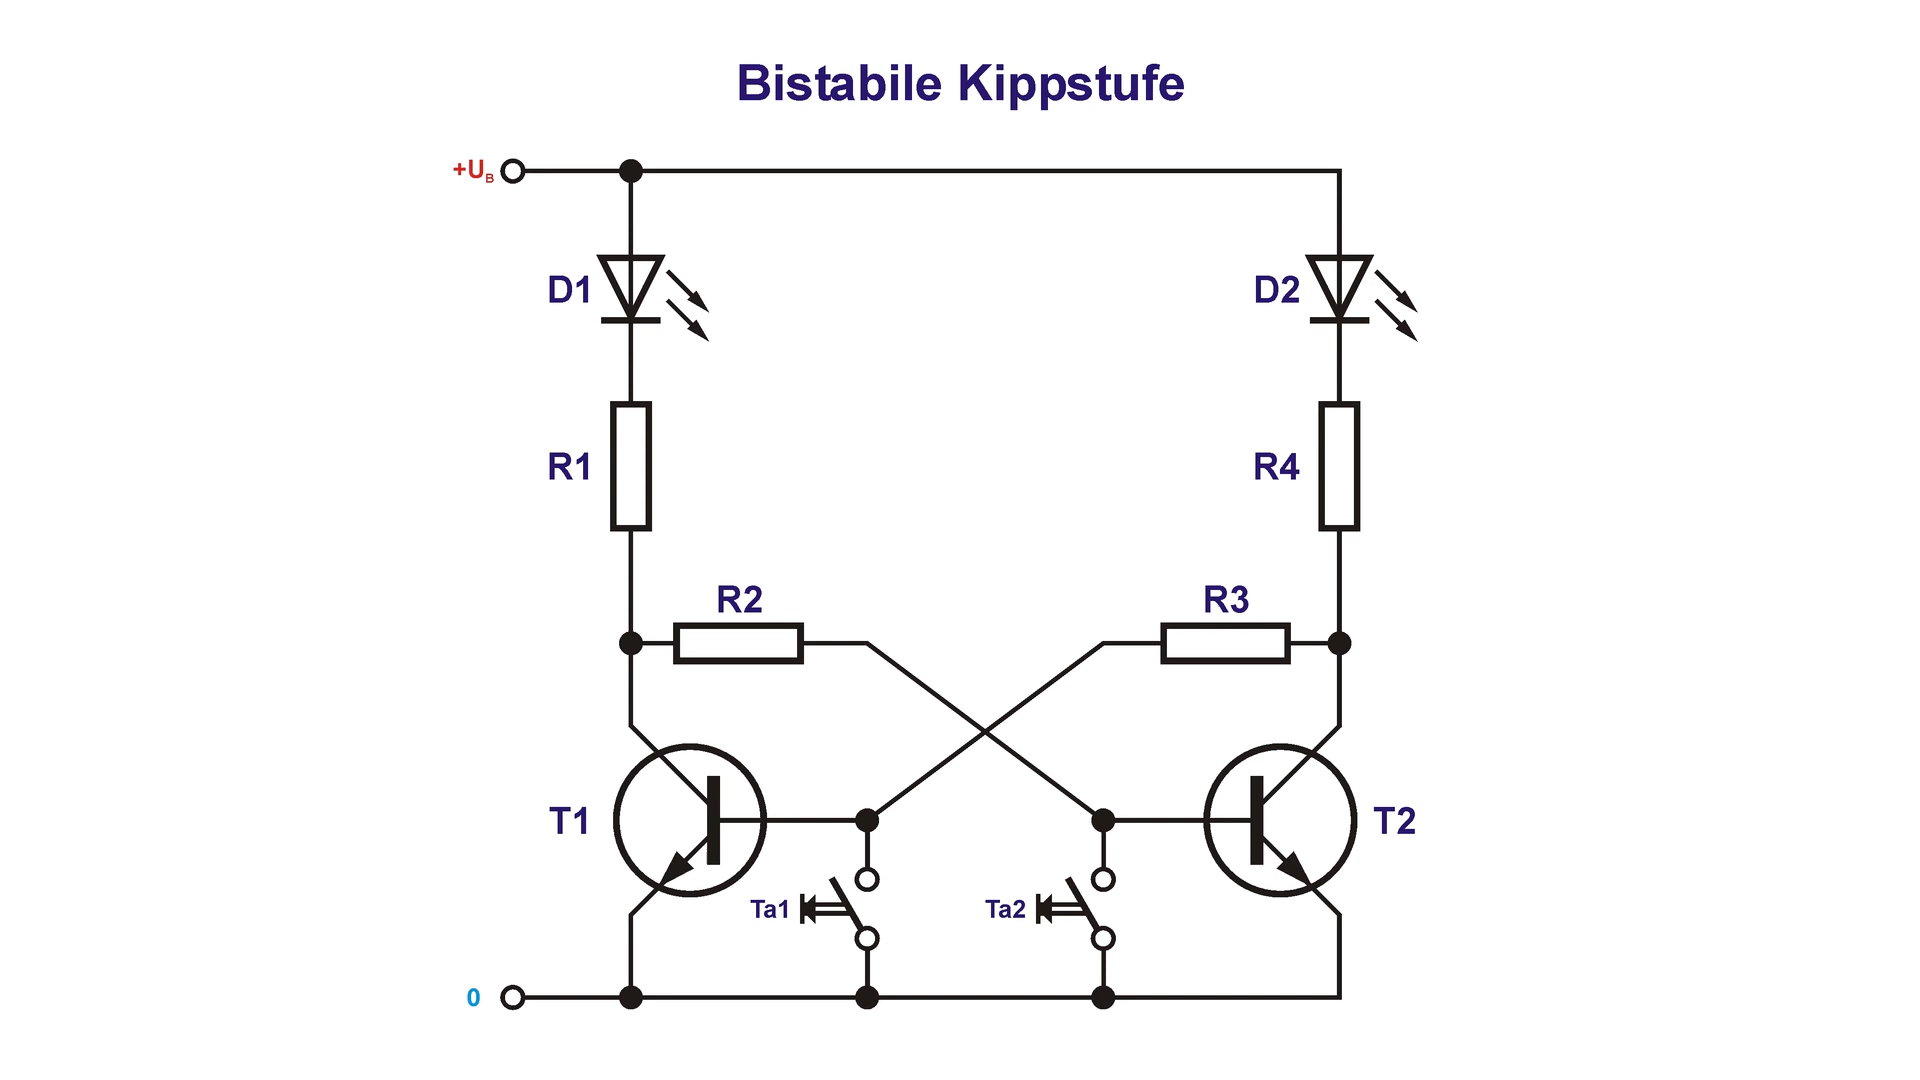 Bistabile Kippstufe
+UB
D1
D2
R1
R4
R2
R3
T1
T2
Ta1
Ta2
0